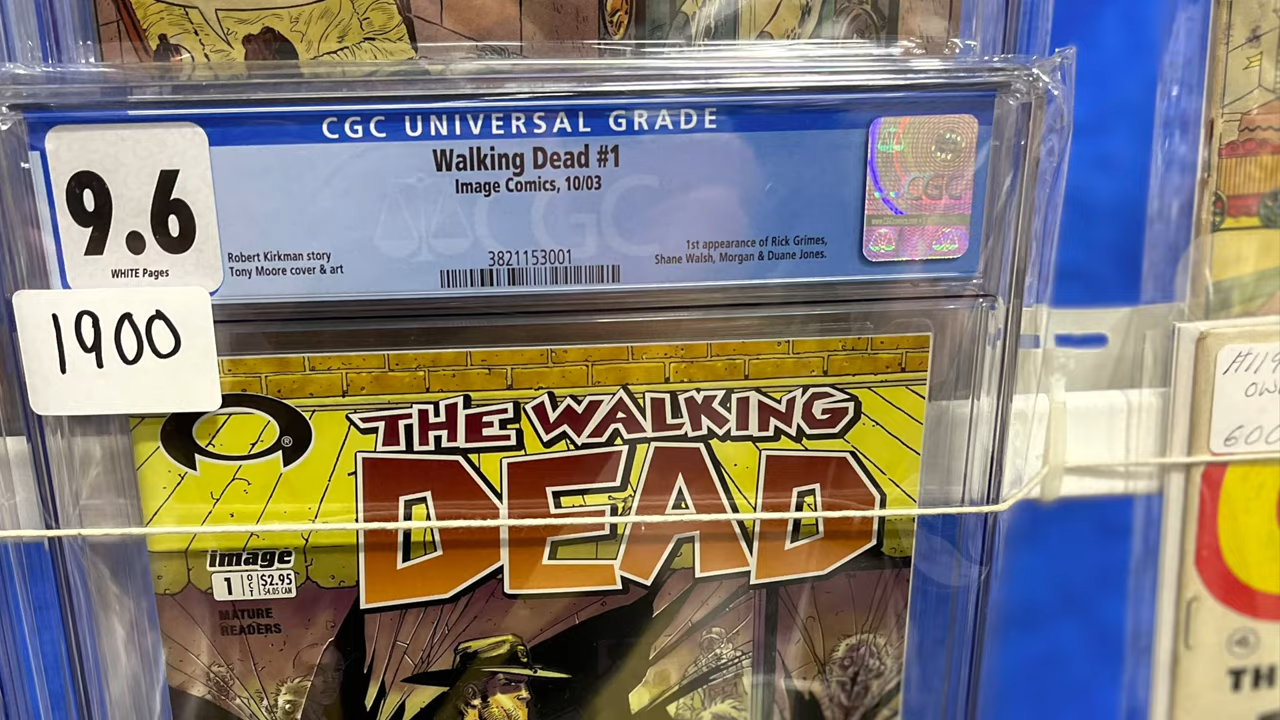 CGC UNIVERSAL GRADE
9.6
WHITE Pages
Walking Dead #1
Image Comics, 10/03
Robert Kirkman story
Tony Moore cover & art
3821153001
1st appearance of Rick Grimes,
Shane Walsh, Morgan & Duane Jones.
CGC
1900
THE WALKING
DEAD
®
image
1 OCT $2.95
$4.05 CAN
MATURE
READERS
600
TH